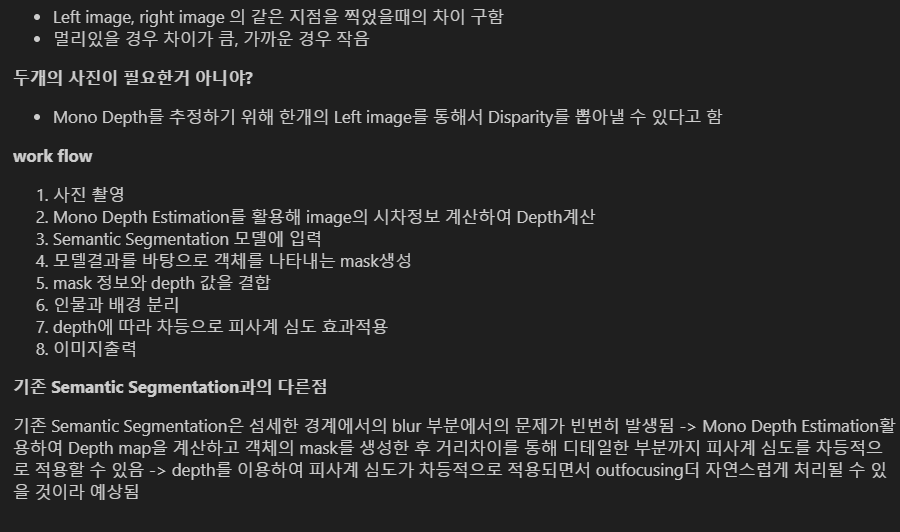 • Left image, right image 의 같은 지점을 찍었을때의 차이 구함
• 멀리있을 경우 차이가 큼, 가까운 경우 작음
두개의 사진이 필요한거 아니야?
• Mono Depth를 추정하기 위해 한개의 Left image를 통해서 Disparity를 뽑아낼 수 있다고 함
work flow
1. 사진 촬영
2. Mono Depth Estimation를 활용해 image의 시차정보 계산하여 Depth계산
3. Semantic Segmentation 모델에 입력
4. 모델결과를 바탕으로 객체를 나타내는 mask생성
5. mask 정보와 depth 값을 결합
6. 인물과 배경 분리
7. depth에 따라 차등으로 피사계 심도 효과적용
8. 이미지출력
기존 Semantic Segmentation과의 다른점
기존 Semantic Segmentation은 섬세한 경계에서의 blur 부분에서의 문제가 빈번히 발생됨 -> Mono Depth Estimation활
용하여 Depth map을 계산하고 객체의 mask를 생성한 후 거리차이를 통해 디테일한 부분까지 피사계 심도를 차등적으
로 적용할 수 있음 -> depth를 이용하여 피사계 심도가 차등적으로 적용되면서 outfocusing더 자연스럽게 처리될 수 있
을 것이라 예상됨